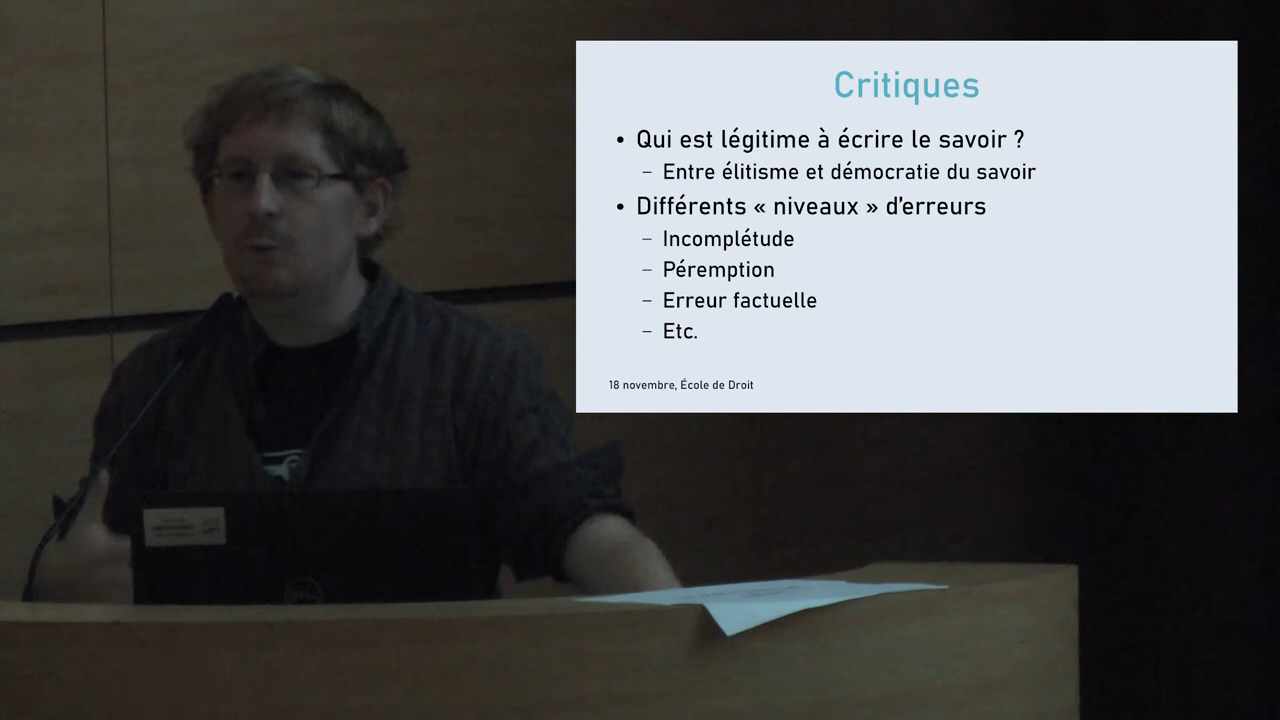 Critiques
• Qui est légitime à écrire le savoir ?
– Entre élitisme et démocratie du savoir
• Différents « niveaux » d'erreurs
– Incomplétude
– Péremption
– Erreur factuelle
– Etc.
18 novembre, École de Droit